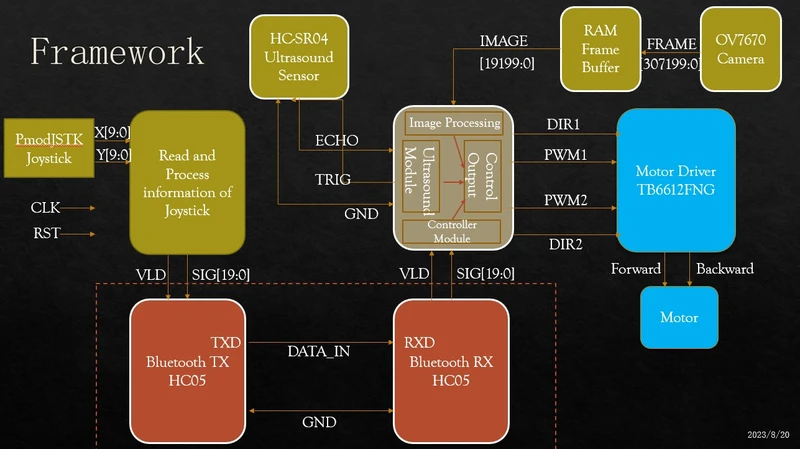 Framework
HC-SR04
Ultrasound
Sensor
IMAGE
[19199:0]
RAM
Frame
Buffer
FRAME
[307199:0]
OV7670
Camera
PmodJSTK
Joystick
X[9:0]
Y[9:0]
Read and
Process
information of
Joystick
CLK
RST
ECHO
TRIG
GND
Image Processing
Ultrasound
Module
Control
Output
Controller
Module
DIR1
PWM1
PWM2
DIR2
Motor Driver
TB6612FNG
Forward
Backward
Motor
VLD
SIG[19:0]
VLD
SIG[19:0]
TXD
Bluetooth TX
HC05
DATA_IN
GND
RXD
Bluetooth RX
HC05
2023/8/20